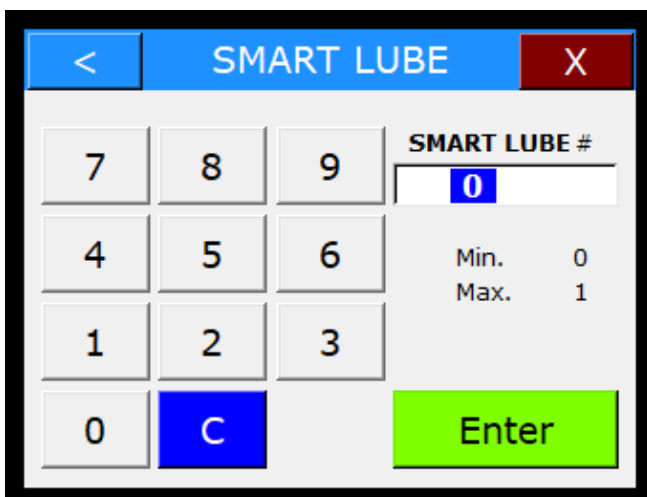 < SMART LUBE X
SMART LUBE #
0
7 8 9
4 5 6
Min. 0
Max. 1
1 2 3
0 C Enter